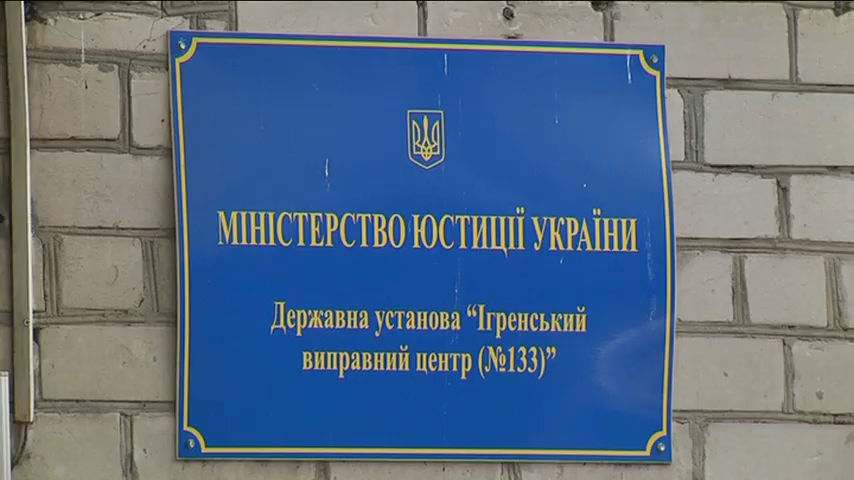 МІНІСТЕРСТВО ЮСТИЦІЇ УКРАЇНИ
Державна установа “Ігренський
виправний центр (№133)”